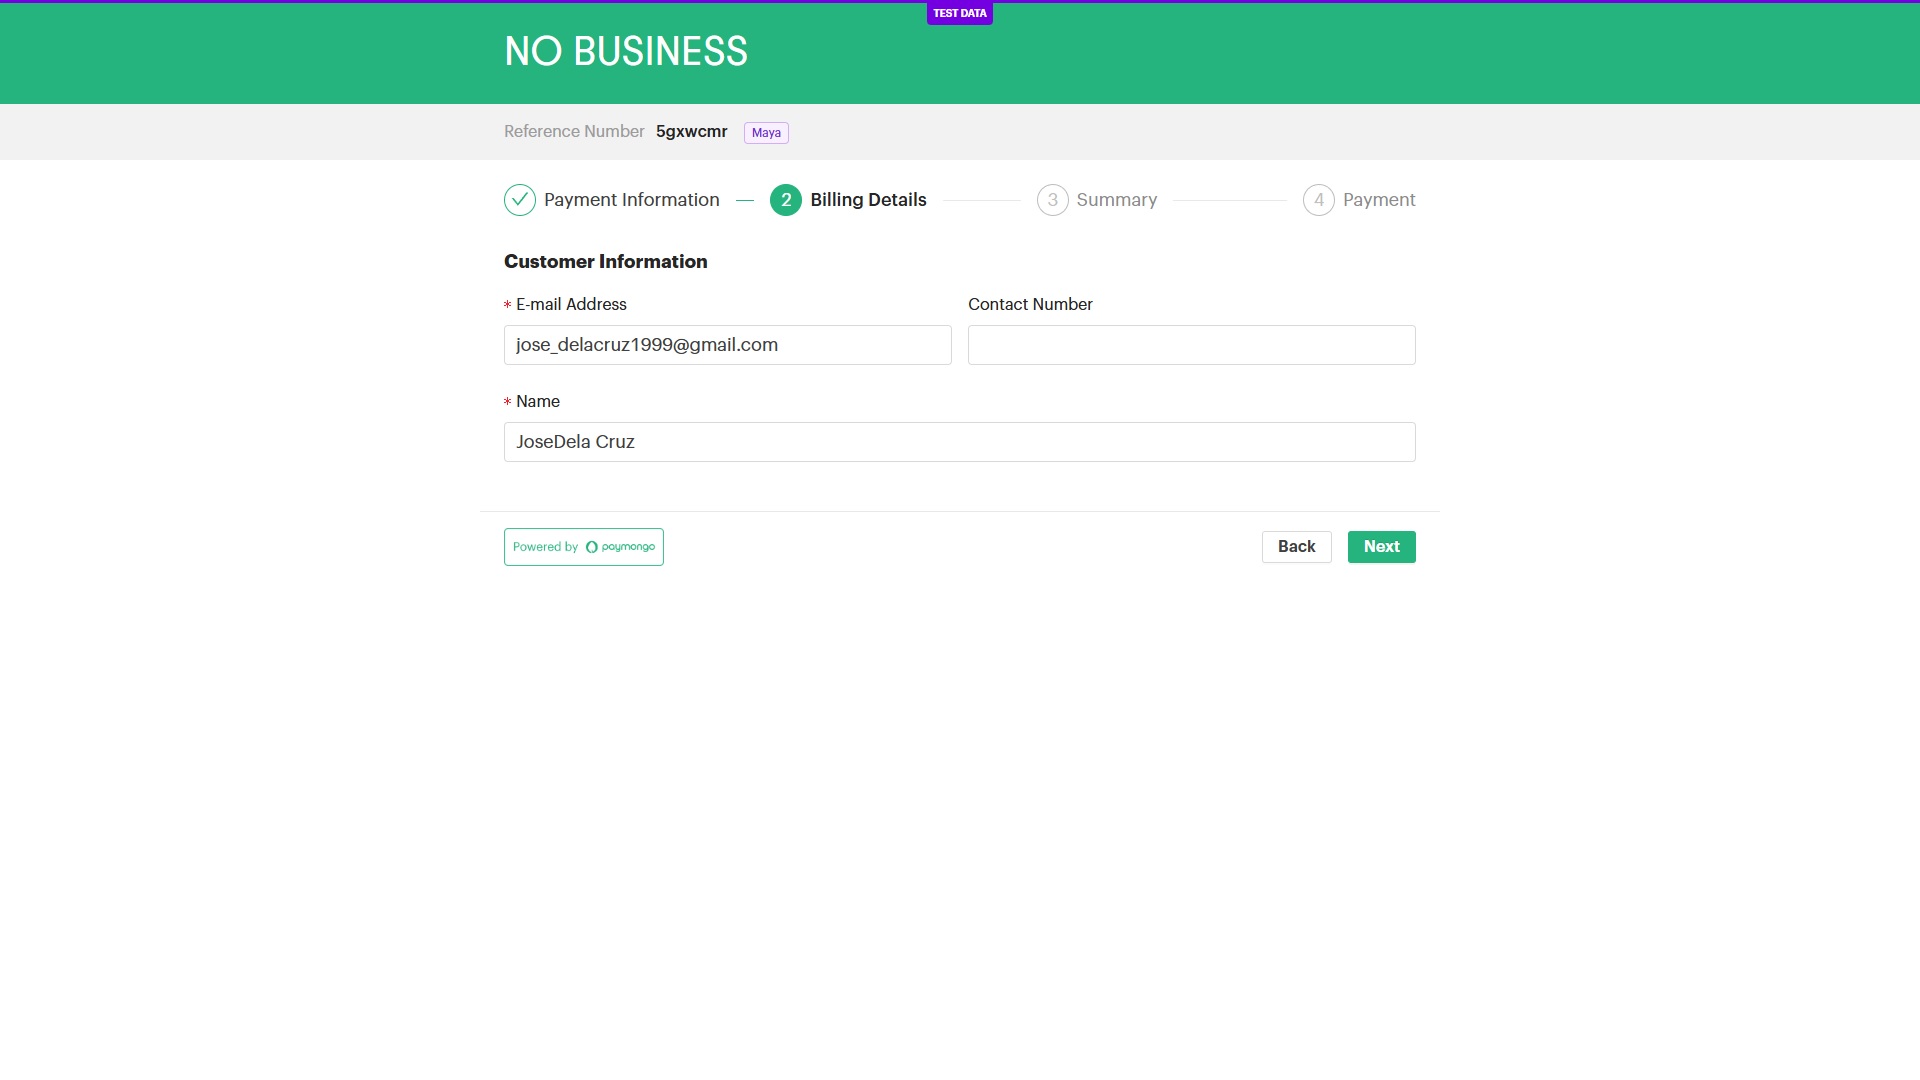 TEST DATA
NO BUSINESS
Reference Number 5gxwcmr Maya
Payment Information 2 Billing Details 3 Summary 4 Payment
Customer Information
* E-mail Address Contact Number
jose_delacruz1999@gmail.com
* Name
JoseDela Cruz
Powered by paymongo Back Next